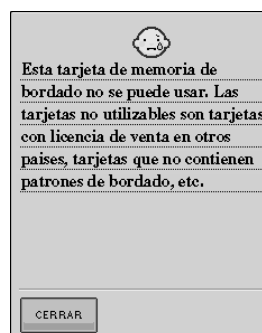 Esta tarjeta de memoria de
bordado no se puede usar. Las
tarjetas no utilizables son tarjetas
con licencia de venta en otros
paises, tarjetas que no contienen
patrones de bordado, etc.
CERRAR